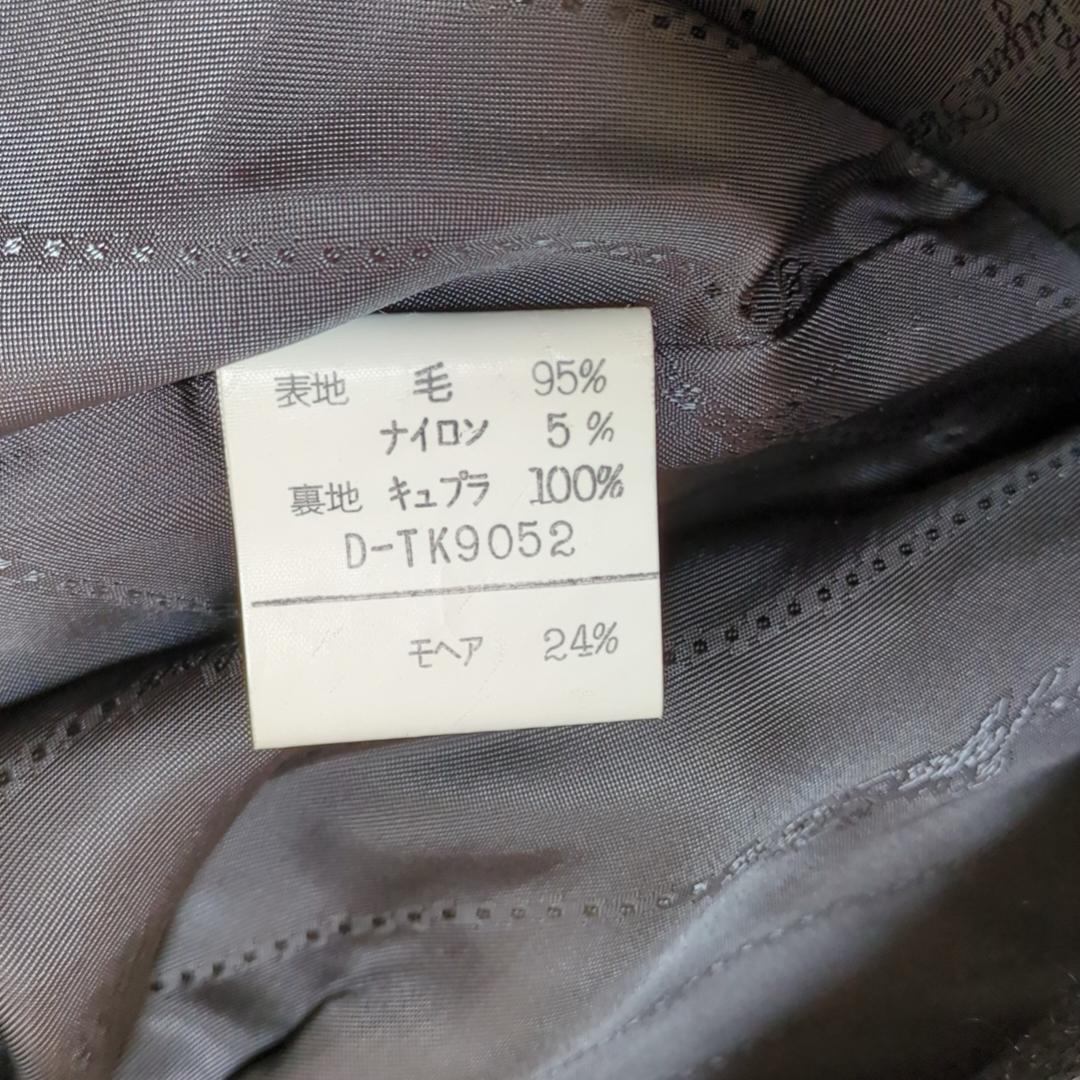 表地 毛 95%
ナイロン 5%
裏地 キュプラ 100%
D-TK9052
モヘア 24%